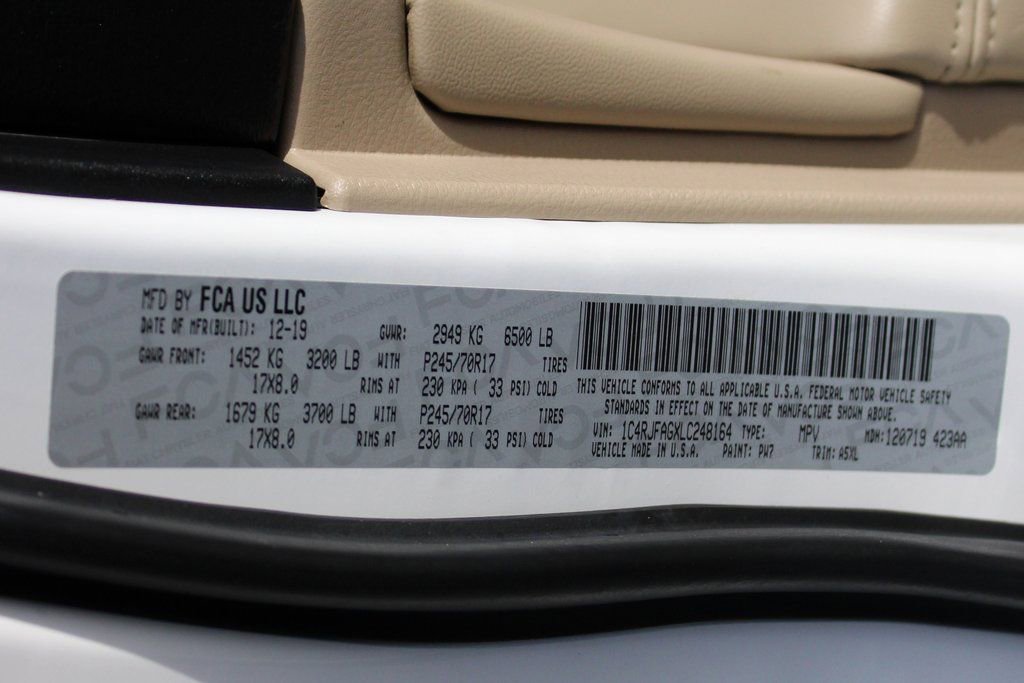 MFD BY FCA US LLC
DATE OF MFR(BUILT): 12-19 GVWR: 2949 KG 6500 LB
GAWR FRONT: 1452 KG 3200 LB WITH P245/70R17 TIRES
17X8.0 RIMS AT 230 KPA ( 33 PSI) COLD
GAWR REAR: 1679 KG 3700 LB WITH P245/70R17 TIRES
17X8.0 RIMS AT 230 KPA ( 33 PSI) COLD
THIS VEHICLE CONFORMS TO ALL APPLICABLE U.S.A. FEDERAL MOTOR VEHICLE SAFETY
STANDARDS IN EFFECT ON THE DATE OF MANUFACTURE SHOWN ABOVE.
VIN: 1C4RJFAGXLC248164 TYPE: MPV MDH:120719 423AA
VEHICLE MADE IN U.S.A. PAINT: PW7 TRIM: A5XL